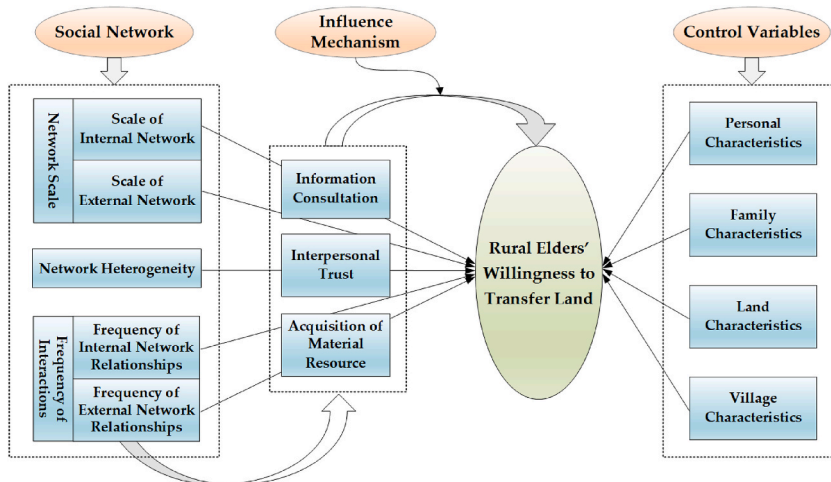 Social Network
Influence
Mechanism
Control Variables
Network Scale
Scale of
Internal Network
Scale of
External Network
Network Heterogeneity
Frequency of
Interactions
Frequency of
Internal Network
Relationships
Frequency of
External Network
Relationships
Information
Consultation
Interpersonal
Trust
Acquisition of
Material
Resource
Rural Elders'
Willingness to
Transfer Land
Personal
Characteristics
Family
Characteristics
Land
Characteristics
Village
Characteristics